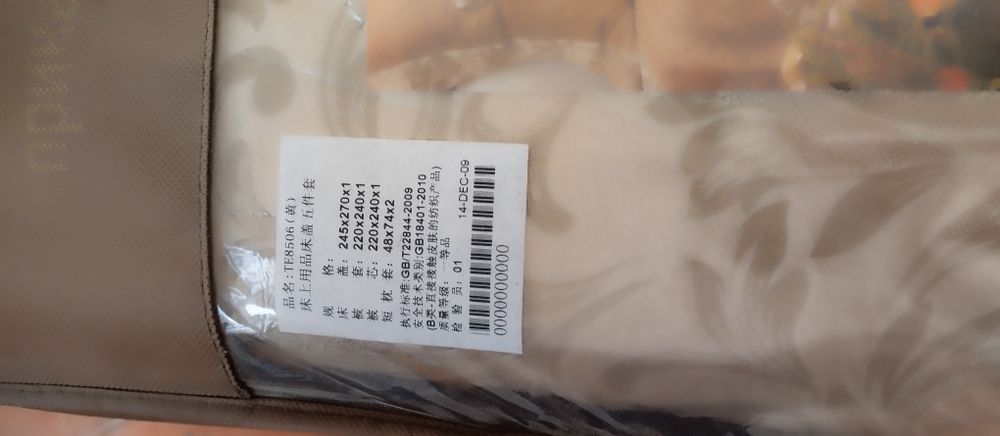 品名:TE8506(黄)
床上用品床盖五件套
规 格:
床 盖: 245x270x1
被 套: 220x240x1
被 芯: 220x240x1
短 枕 套: 48x74x2
执行标准:GB/T22844-2009
安全技术类别:GB18401-2010
(B类-直接接触皮肤的纺织产品)
质量等级: 一等品
检 验 员: 01
14-DEC-09
0000000000